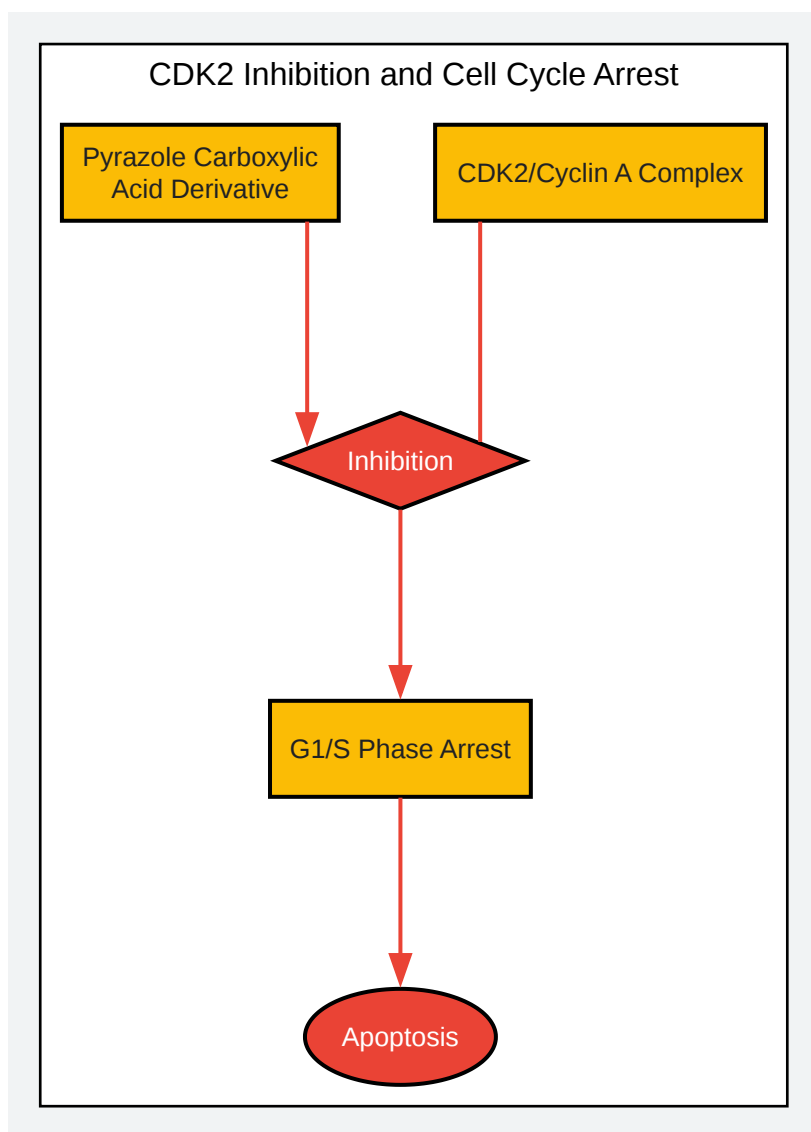 CDK2 Inhibition and Cell Cycle Arrest
Pyrazole Carboxylic
Acid Derivative
CDK2/Cyclin A Complex
Inhibition
G1/S Phase Arrest
Apoptosis